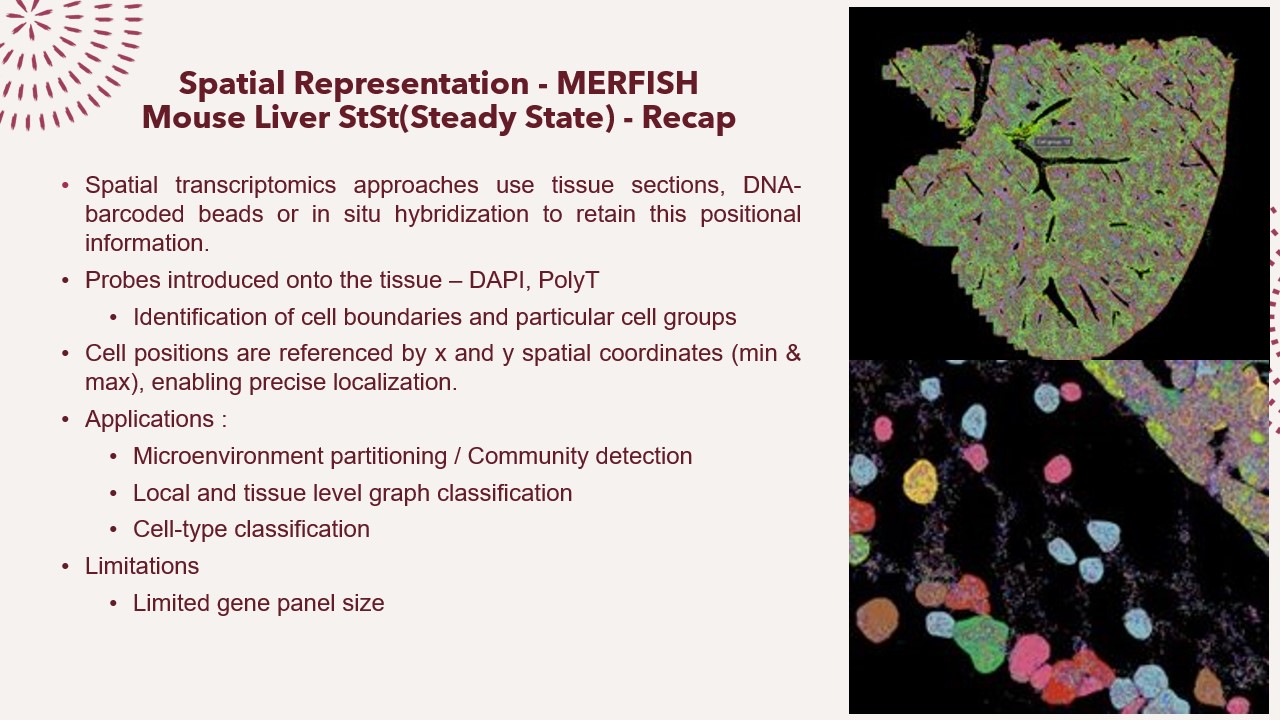 Spatial Representation - MERFISH
Mouse Liver StSt(Steady State) - Recap
• Spatial transcriptomics approaches use tissue sections, DNA-
barcoded beads or in situ hybridization to retain this positional
information.
• Probes introduced onto the tissue – DAPI, PolyT
• Identification of cell boundaries and particular cell groups
• Cell positions are referenced by x and y spatial coordinates (min &
max), enabling precise localization.
• Applications :
• Microenvironment partitioning / Community detection
• Local and tissue level graph classification
• Cell-type classification
• Limitations
• Limited gene panel size